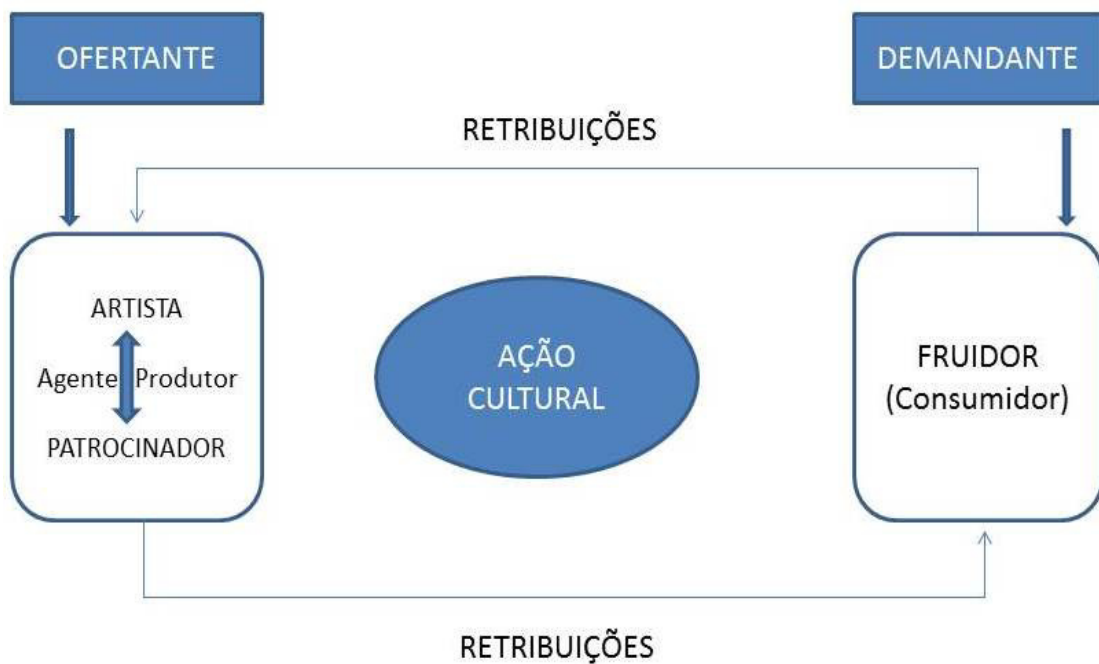 OFERTANTE
DEMANDANTE
RETRIBUIÇÕES
ARTISTA
Agente Produtor
PATROCINADOR
AÇÃO
CULTURAL
FRUIDOR
(Consumidor)
RETRIBUIÇÕES